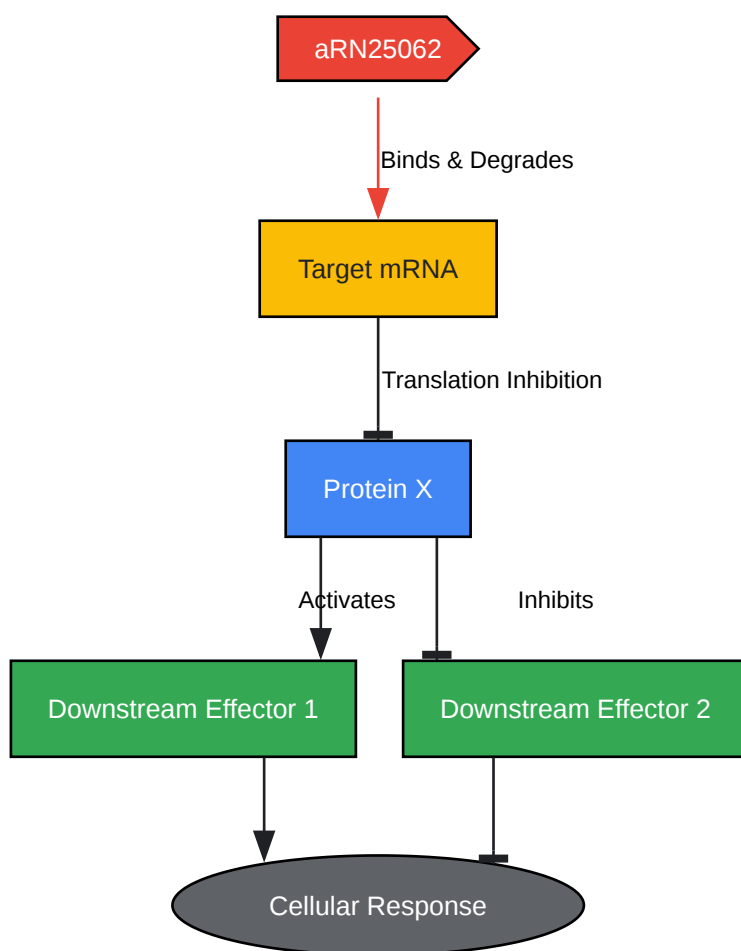 aRN25062
Binds & Degrades
Target mRNA
Translation Inhibition
Protein X
Activates
Inhibits
Downstream Effector 1
Downstream Effector 2
Cellular Response